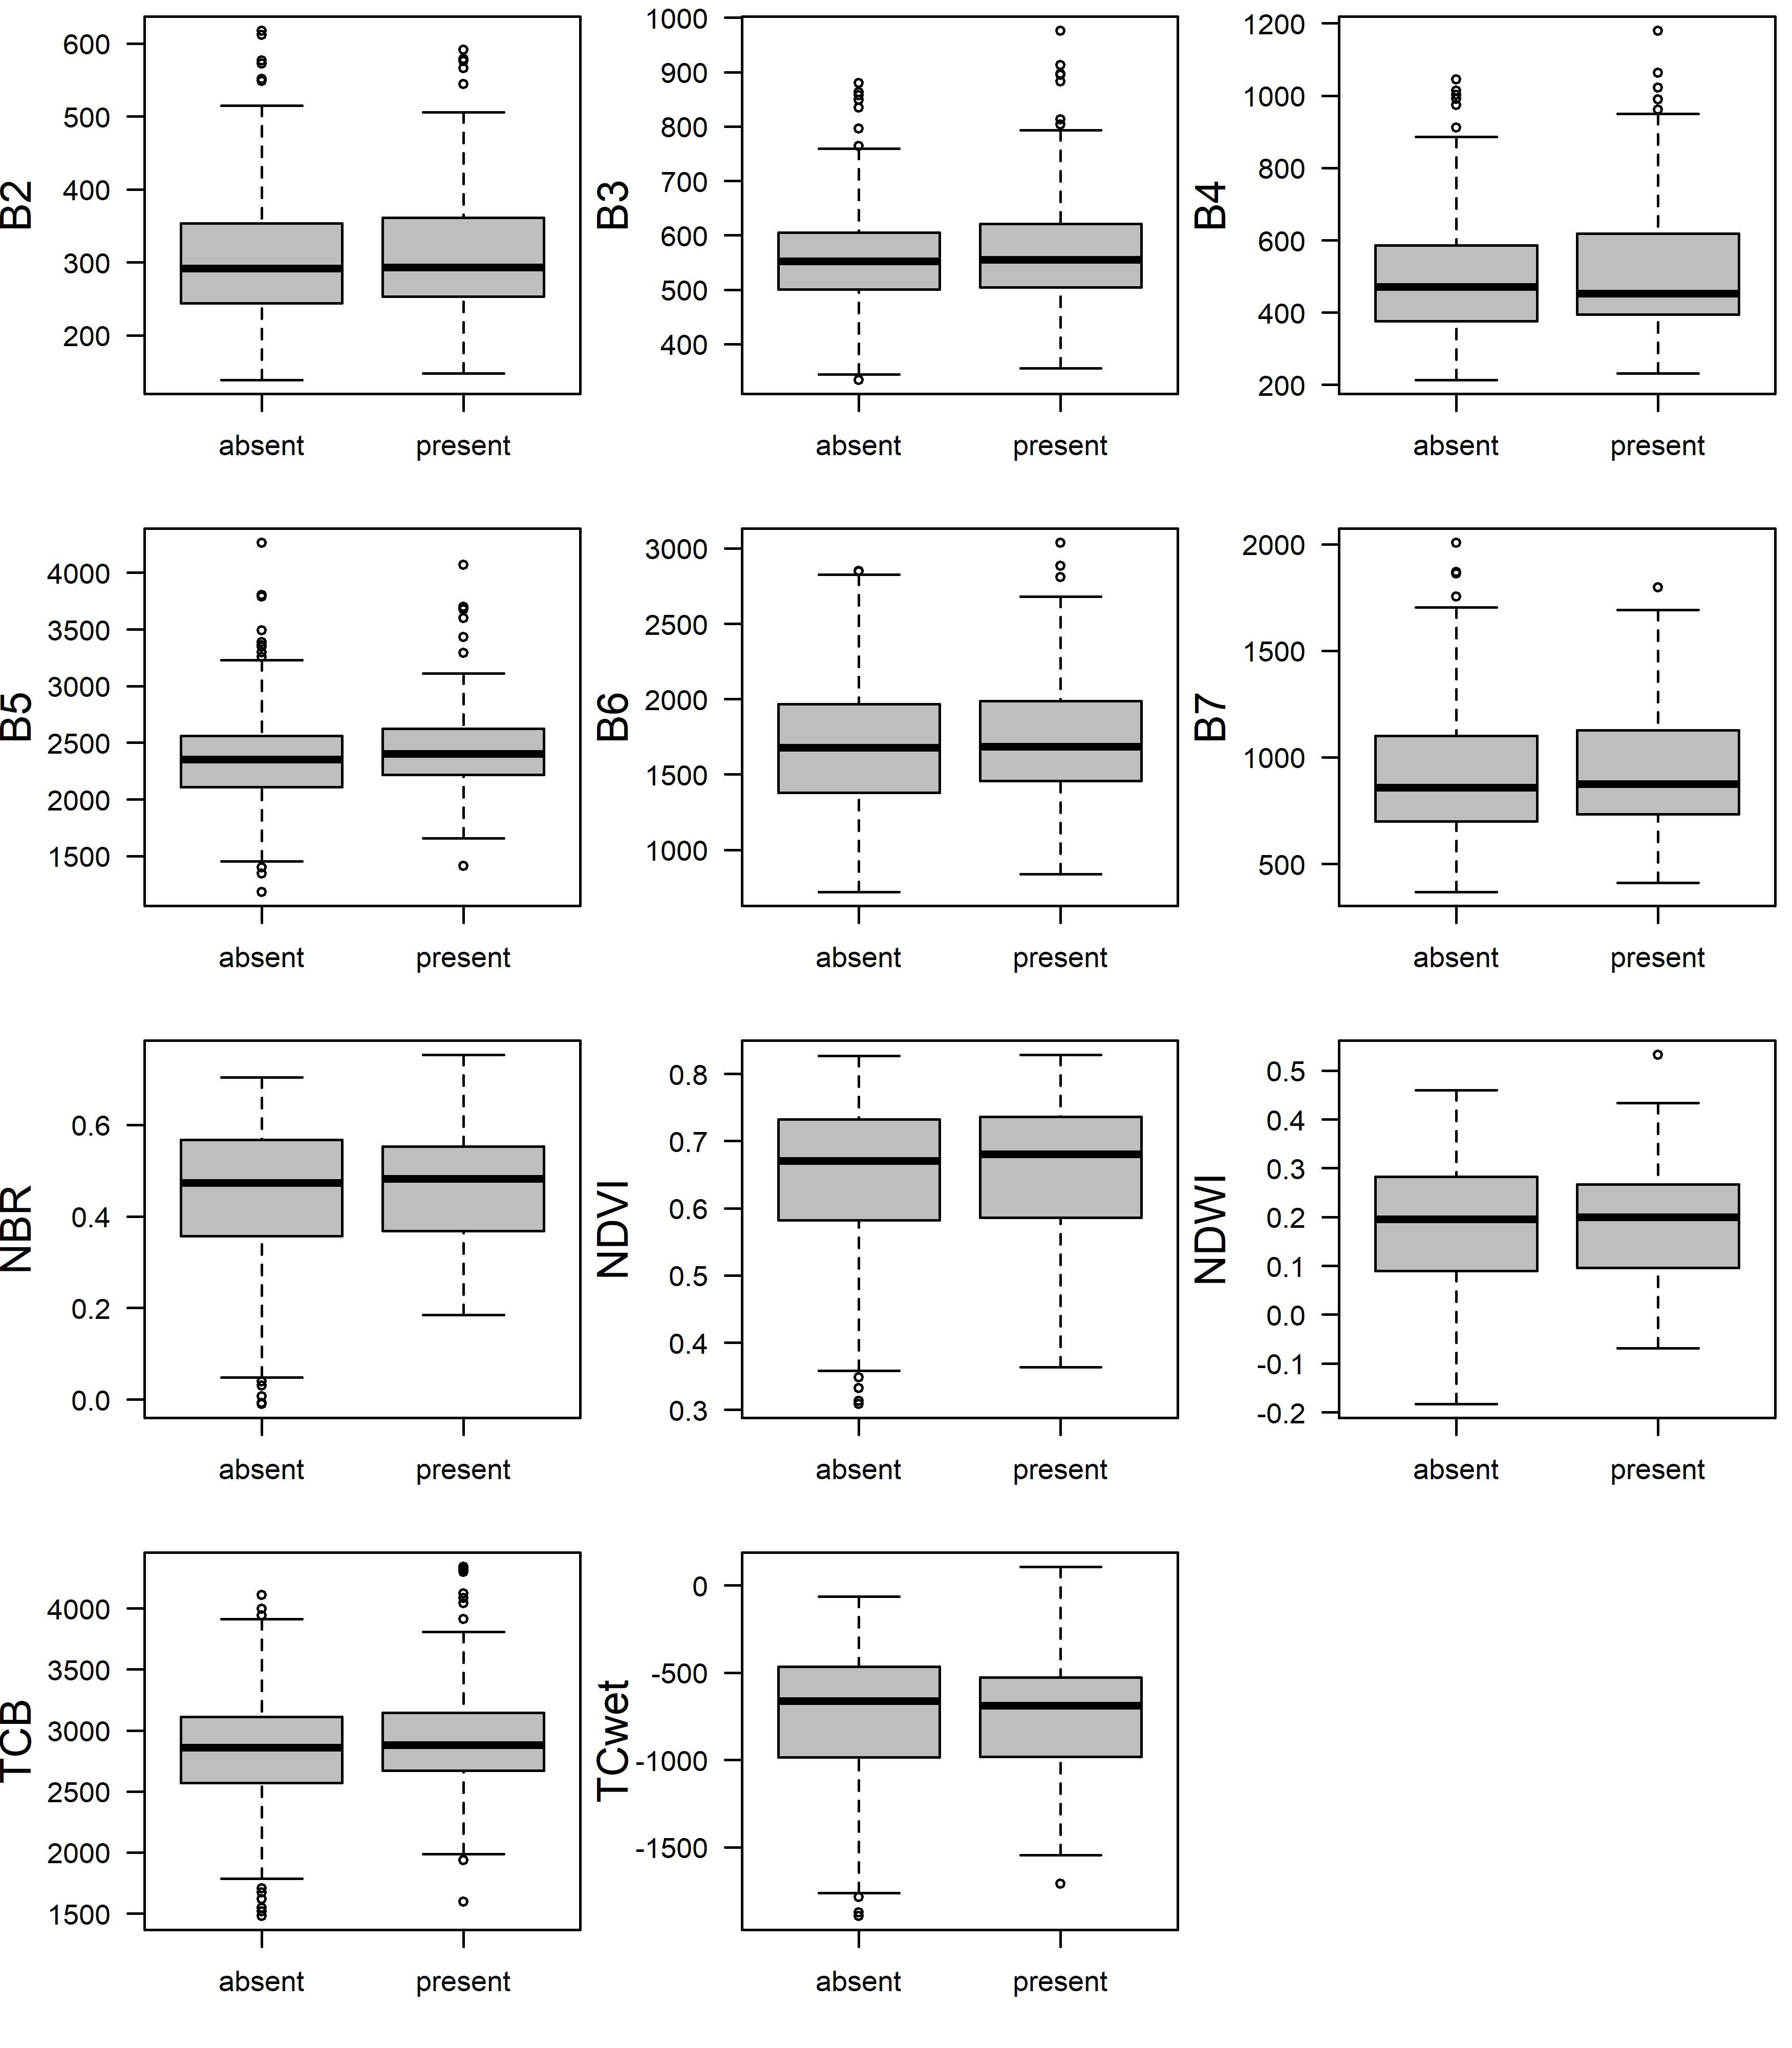 B2
600
500
400
300
200
absent present
B3
1000
900
800
700
600
500
400
absent present
B4
1200
1000
800
600
400
200
absent present
B5
4000
3500
3000
2500
2000
1500
absent present
B6
3000
2500
2000
1500
1000
absent present
B7
2000
1500
1000
500
absent present
NBR
0.6
0.4
0.2
0.0
absent present
NDVI
0.8
0.7
0.6
0.5
0.4
0.3
absent present
NDWI
0.5
0.4
0.3
0.2
0.1
0.0
-0.1
-0.2
absent present
TCB
4000
3500
3000
2500
2000
1500
absent present
TCwet
0
-500
-1000
-1500
absent present